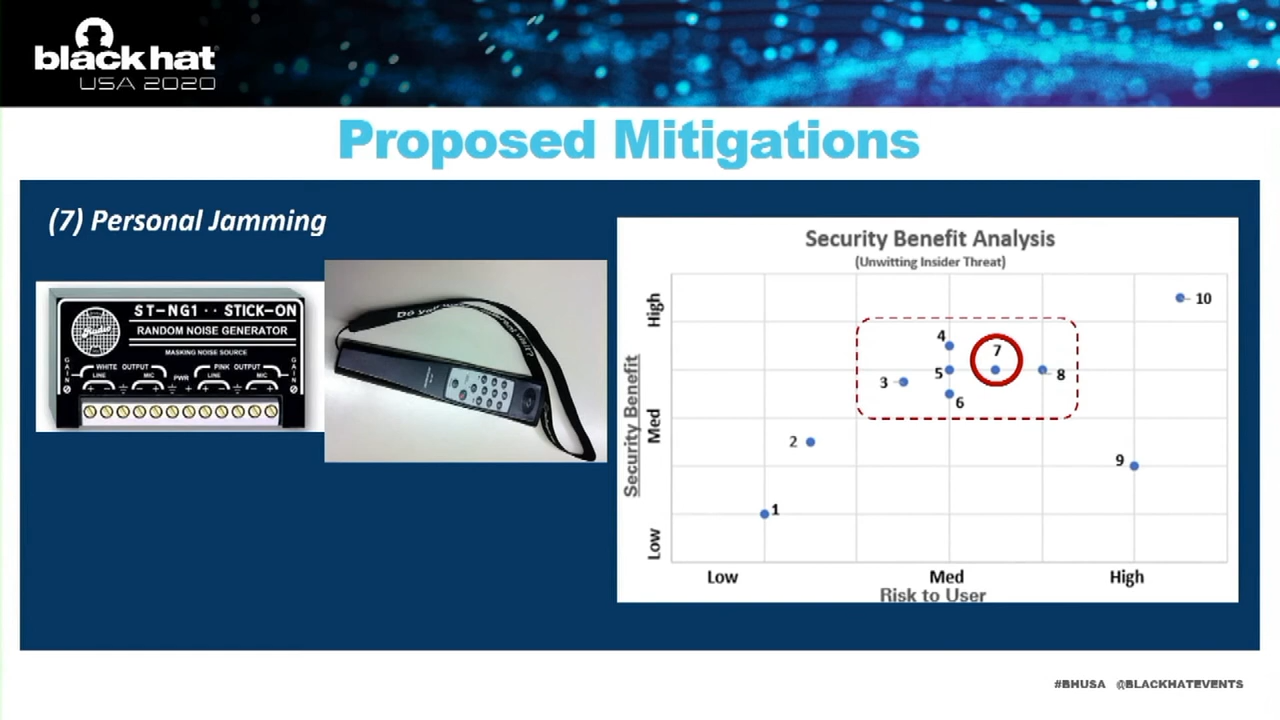 black hat
USA 2020
Proposed Mitigations
(7) Personal Jamming
ST-NG1 ·· STICK-ON
RANDOM NOISE GENERATOR
MASKING NOISE SOURCE
WHITE OUTPUT
LINE
MIC
PWR
PINK OUTPUT
LINE
MIC
GAIN
GAIN
Do you
Security Benefit Analysis
(Unwitting Insider Threat)
High
Med
Low
Security Benefit
10
4
7
5
8
3
6
2
9
1
Low
Med
High
Risk to User
#BHUSA @BLACKHATEVENTS